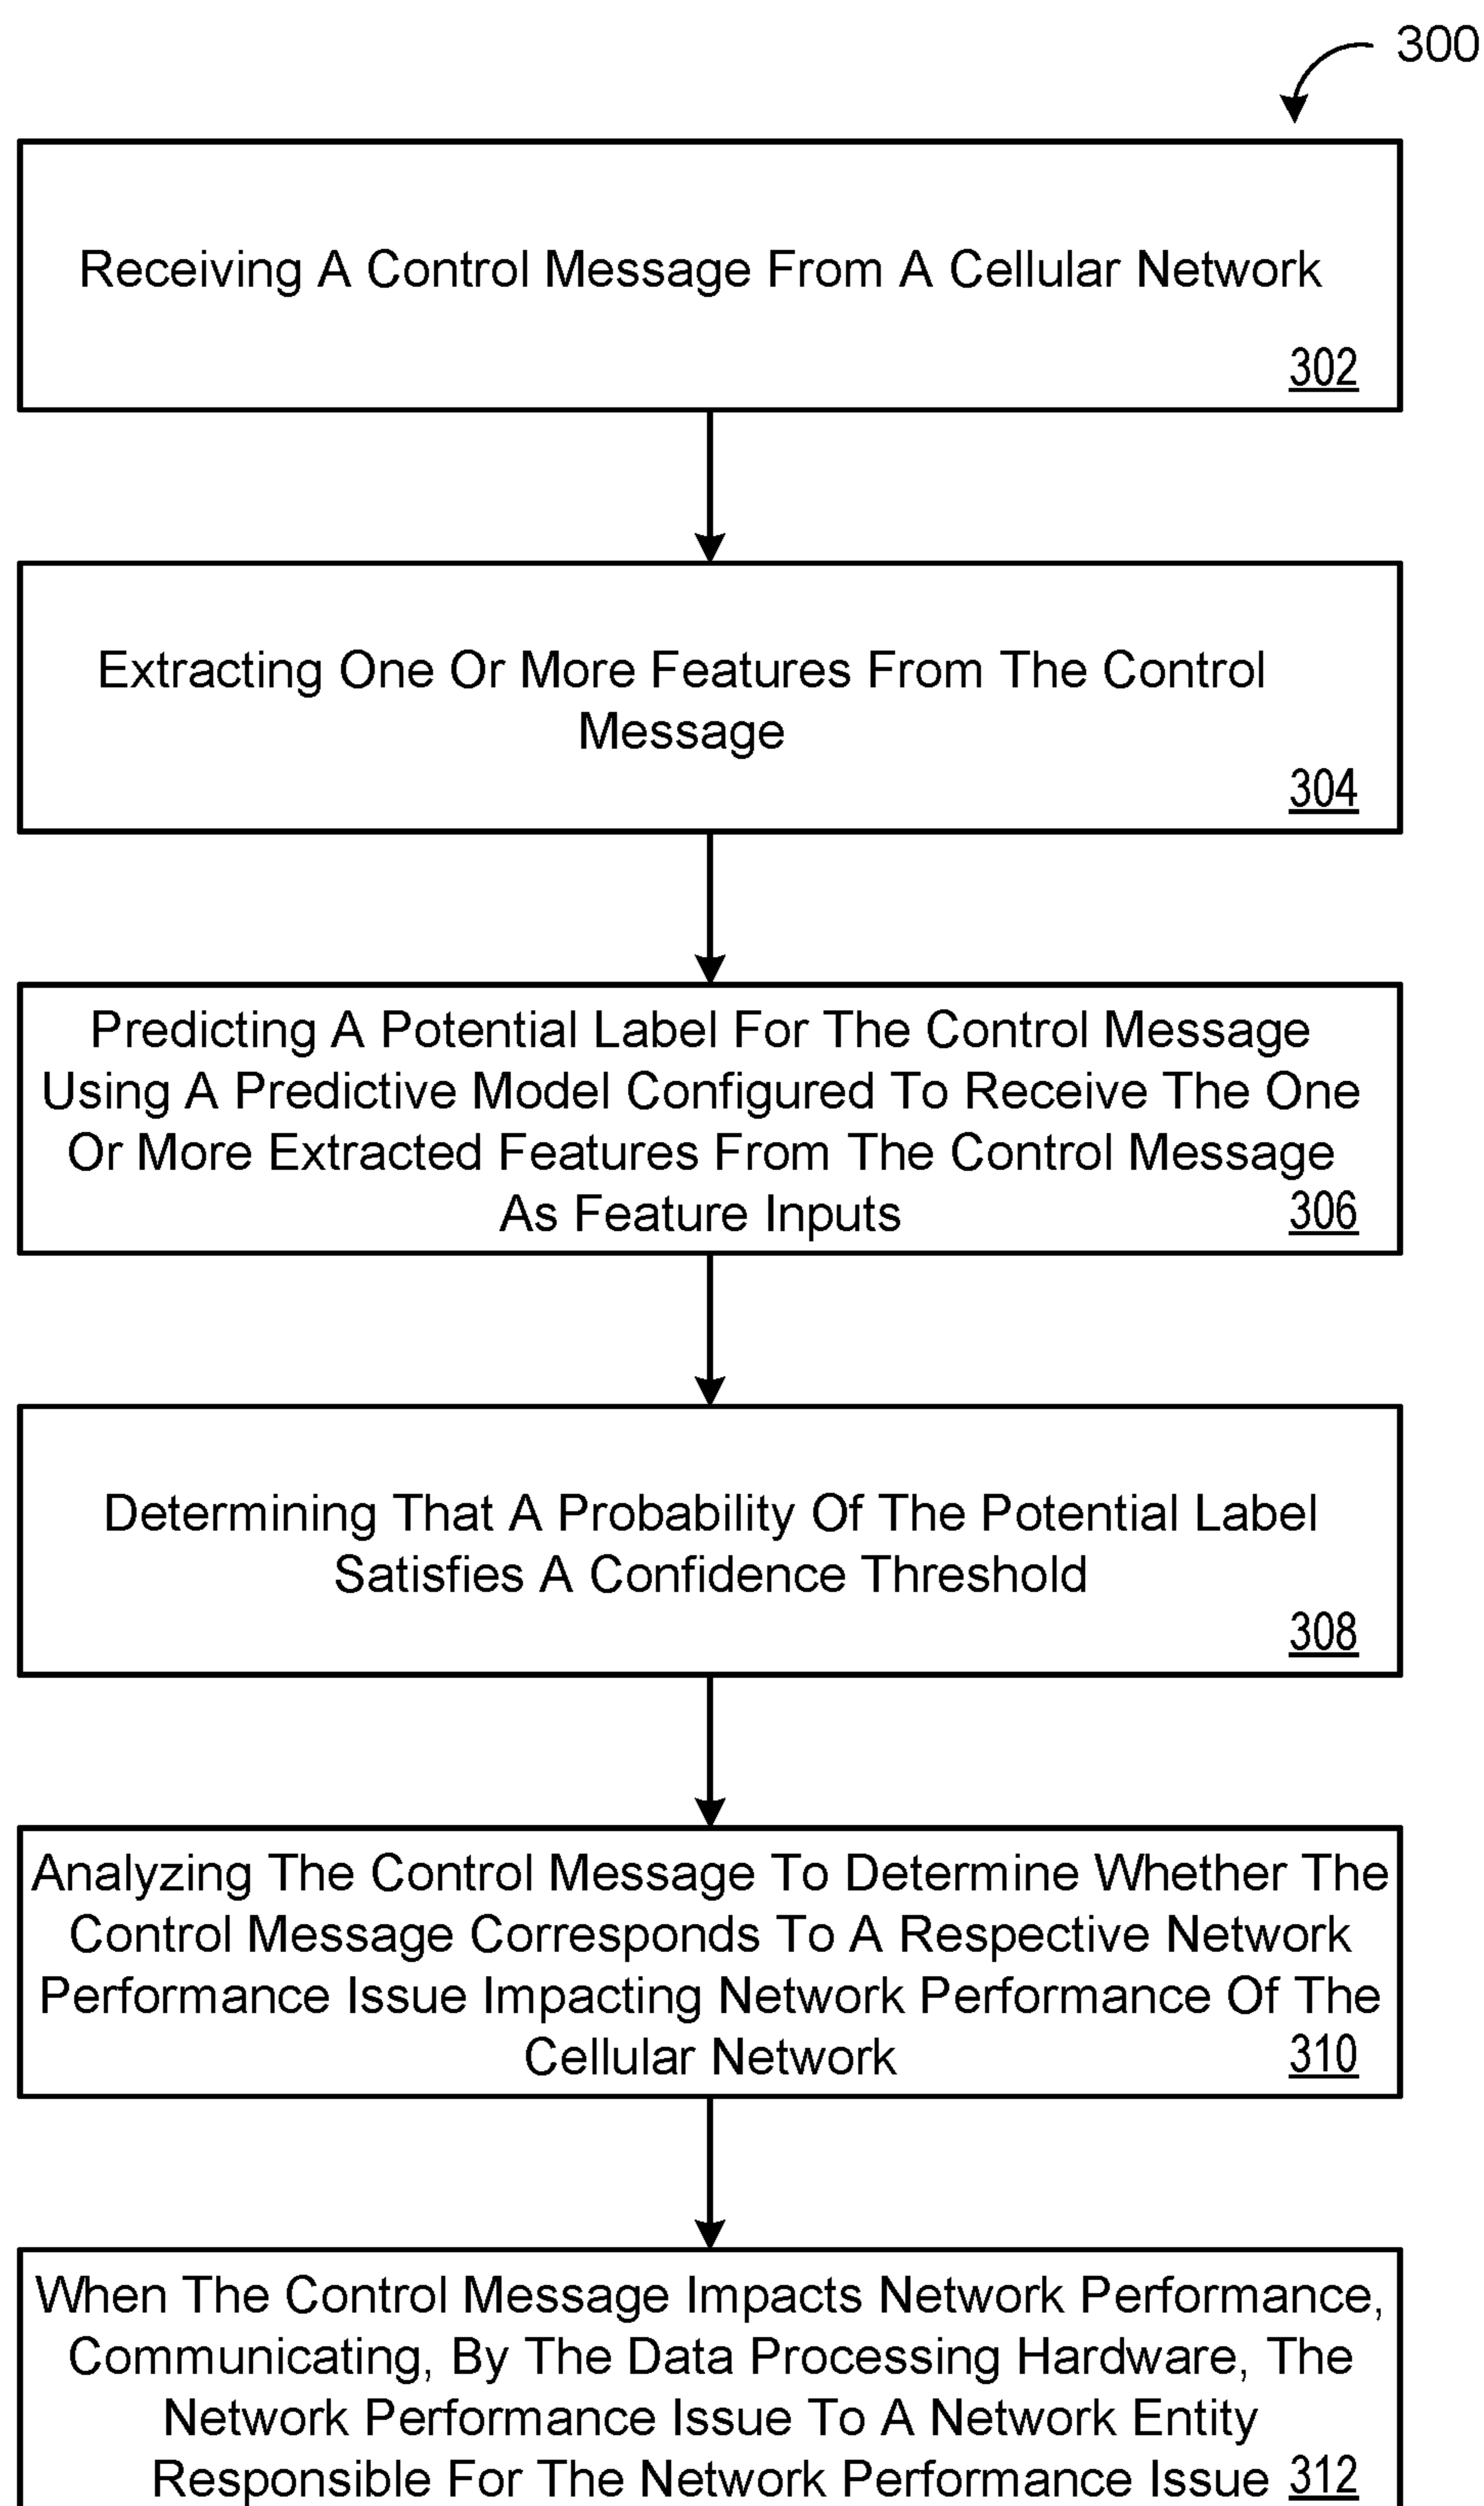 300
Receiving A Control Message From A Cellular Network
302
Extracting One Or More Features From The Control
Message
304
Predicting A Potential Label For The Control Message
Using A Predictive Model Configured To Receive The One
Or More Extracted Features From The Control Message
As Feature Inputs
306
Determining That A Probability Of The Potential Label
Satisfies A Confidence Threshold
308
Analyzing The Control Message To Determine Whether The
Control Message Corresponds To A Respective Network
Performance Issue Impacting Network Performance Of The
Cellular Network
310
When The Control Message Impacts Network Performance,
Communicating, By The Data Processing Hardware, The
Network Performance Issue To A Network Entity
Responsible For The Network Performance Issue
312